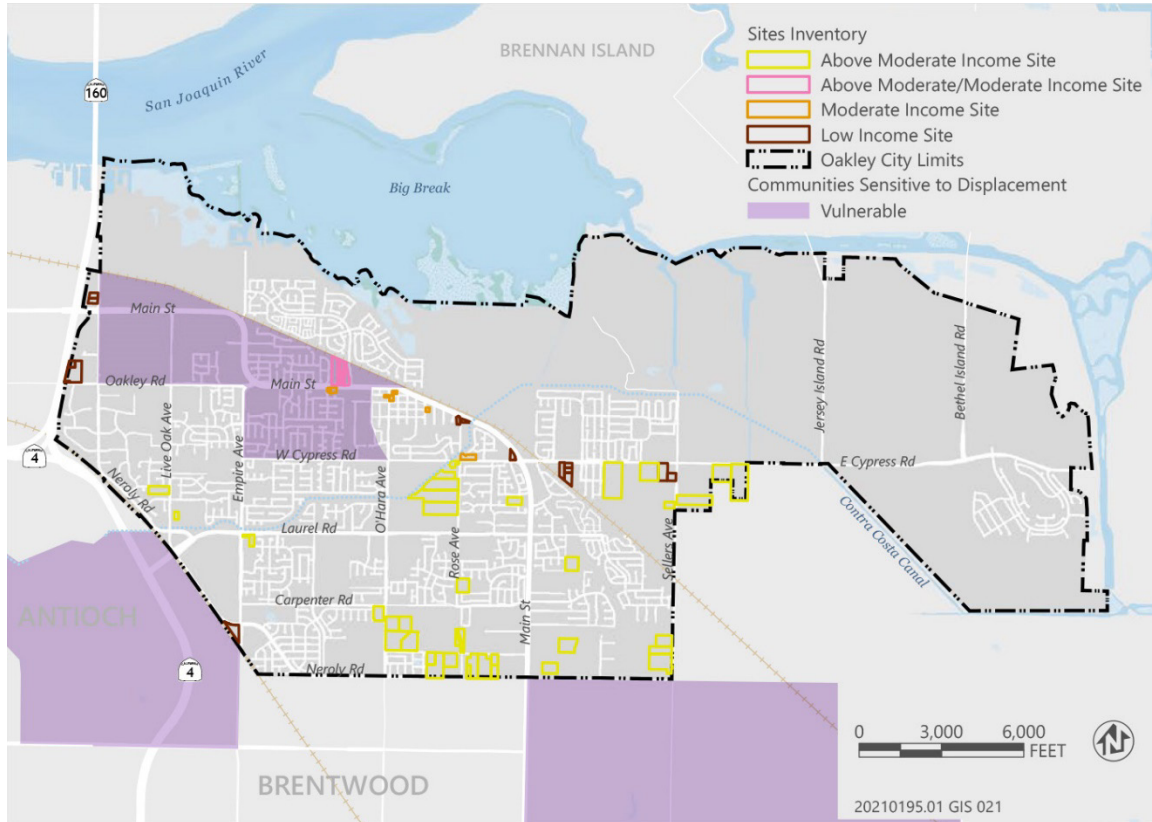 BRENNAN ISLAND
Sites Inventory
Above Moderate Income Site
Above Moderate/Moderate Income Site
Moderate Income Site
Low Income Site
Oakley City Limits
Communities Sensitive to Displacement
Vulnerable
CALIFORNIA
160
San Joaquin River
Big Break
Main St
Oakley Rd
Main St
Jersey Island Rd
Bethel Island Rd
Live Oak Ave
Empire Ave
W Cypress Rd
O'Hara Ave
E Cypress Rd
CALIFORNIA
4
Neroly Rd
Laurel Rd
Rose Ave
Sellers Ave
Contra Costa Canal
Carpenter Rd
Main St
ANTIOCH
CALIFORNIA
4
Neroly Rd
BRENTWOOD
0 3,000 6,000
FEET
N
20210195.01 GIS 021